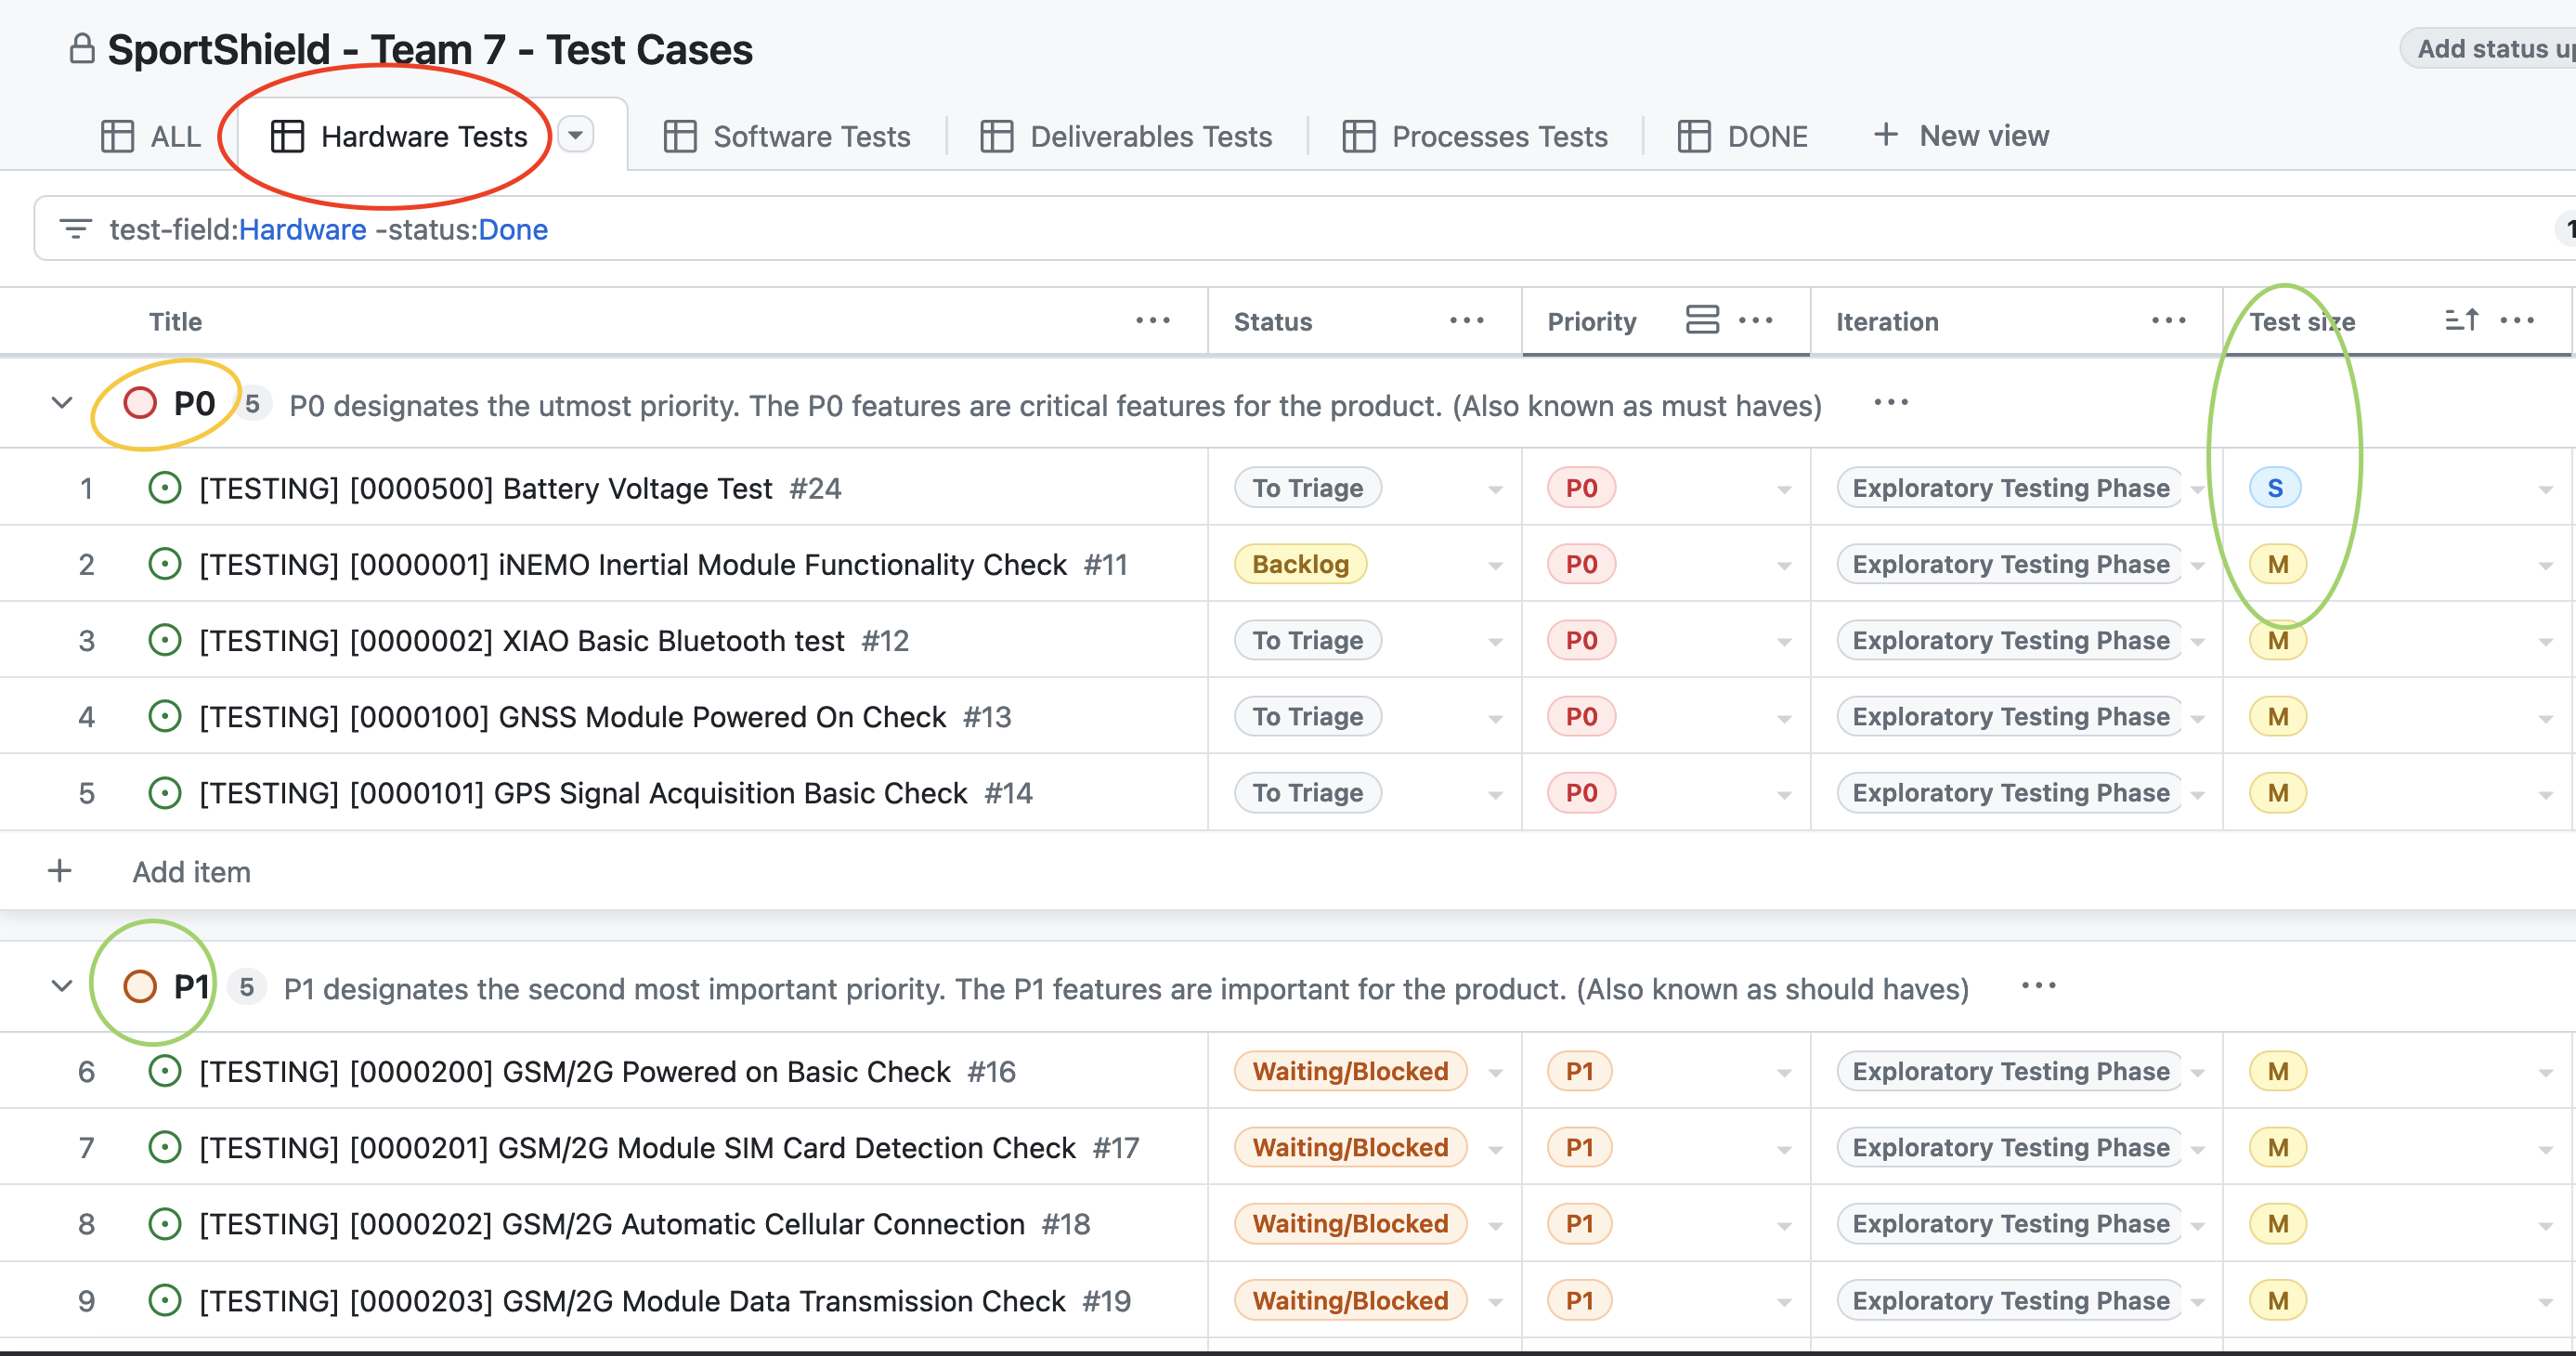 SportShield - Team 7 - Test Cases
Add status up
ALL
Hardware Tests
Software Tests
Deliverables Tests
Processes Tests
DONE
New view
test-field:Hardware -status:Done
1
Title Status Priority Iteration Test size
P0 5 P0 designates the utmost priority. The P0 features are critical features for the product. (Also known as must haves)
1 [TESTING] [0000500] Battery Voltage Test #24 To Triage P0 Exploratory Testing Phase S
2 [TESTING] [0000001] iNEMO Inertial Module Functionality Check #11 Backlog P0 Exploratory Testing Phase M
3 [TESTING] [0000002] XIAO Basic Bluetooth test #12 To Triage P0 Exploratory Testing Phase M
4 [TESTING] [0000100] GNSS Module Powered On Check #13 To Triage P0 Exploratory Testing Phase M
5 [TESTING] [0000101] GPS Signal Acquisition Basic Check #14 To Triage P0 Exploratory Testing Phase M
Add item
P1 5 P1 designates the second most important priority. The P1 features are important for the product. (Also known as should haves)
6 [TESTING] [0000200] GSM/2G Powered on Basic Check #16 Waiting/Blocked P1 Exploratory Testing Phase M
7 [TESTING] [0000201] GSM/2G Module SIM Card Detection Check #17 Waiting/Blocked P1 Exploratory Testing Phase M
8 [TESTING] [0000202] GSM/2G Automatic Cellular Connection #18 Waiting/Blocked P1 Exploratory Testing Phase M
9 [TESTING] [0000203] GSM/2G Module Data Transmission Check #19 Waiting/Blocked P1 Exploratory Testing Phase M